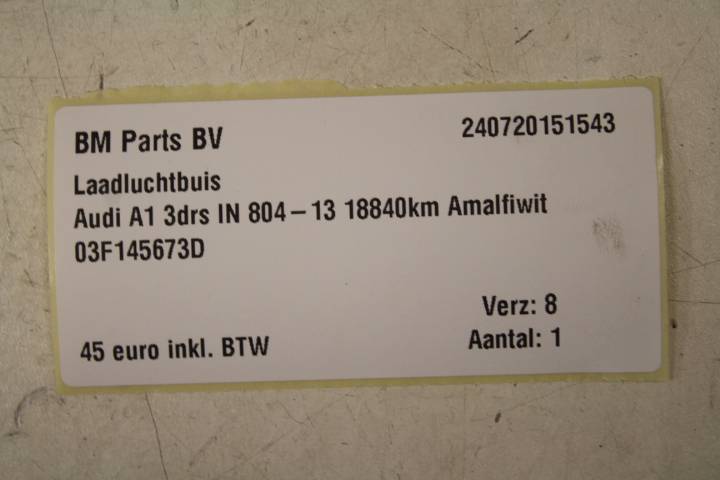 BM Parts BV 240720151543
Laadluchtbuis
Audi A1 3drs IN 804-13 18840km Amalfiwit
03F145673D
Verz: 8
45 euro inkl. BTW Aantal: 1